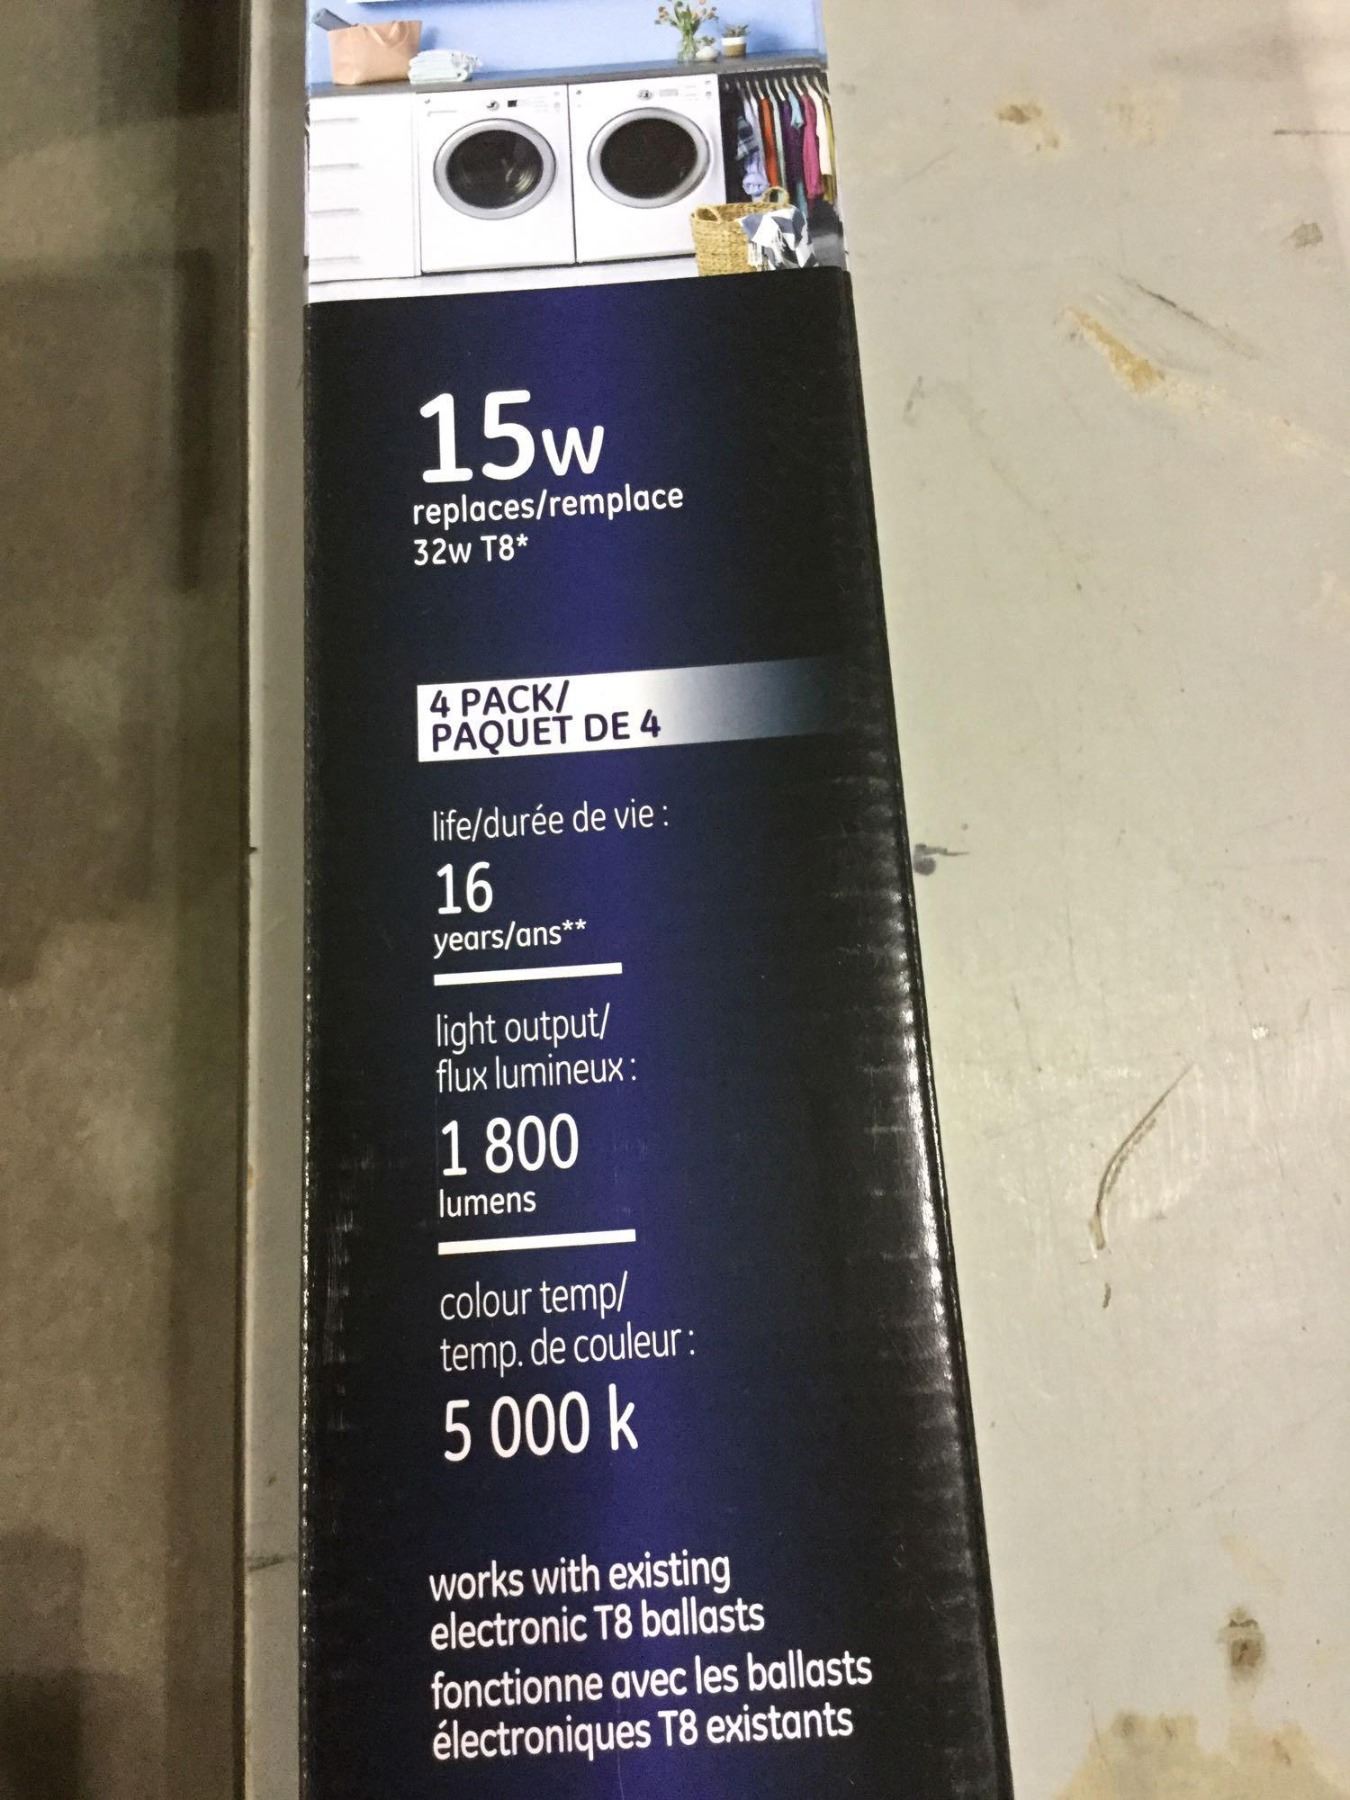 15w
replaces/remplace
32w T8*
4 PACK/
PAQUET DE 4
life/durée de vie :
16
years/ans**
light output/
flux lumineux :
1 800
lumens
colour temp/
temp. de couleur :
5 000 k
works with existing
electronic T8 ballasts
fonctionne avec les ballasts
électroniques T8 existants